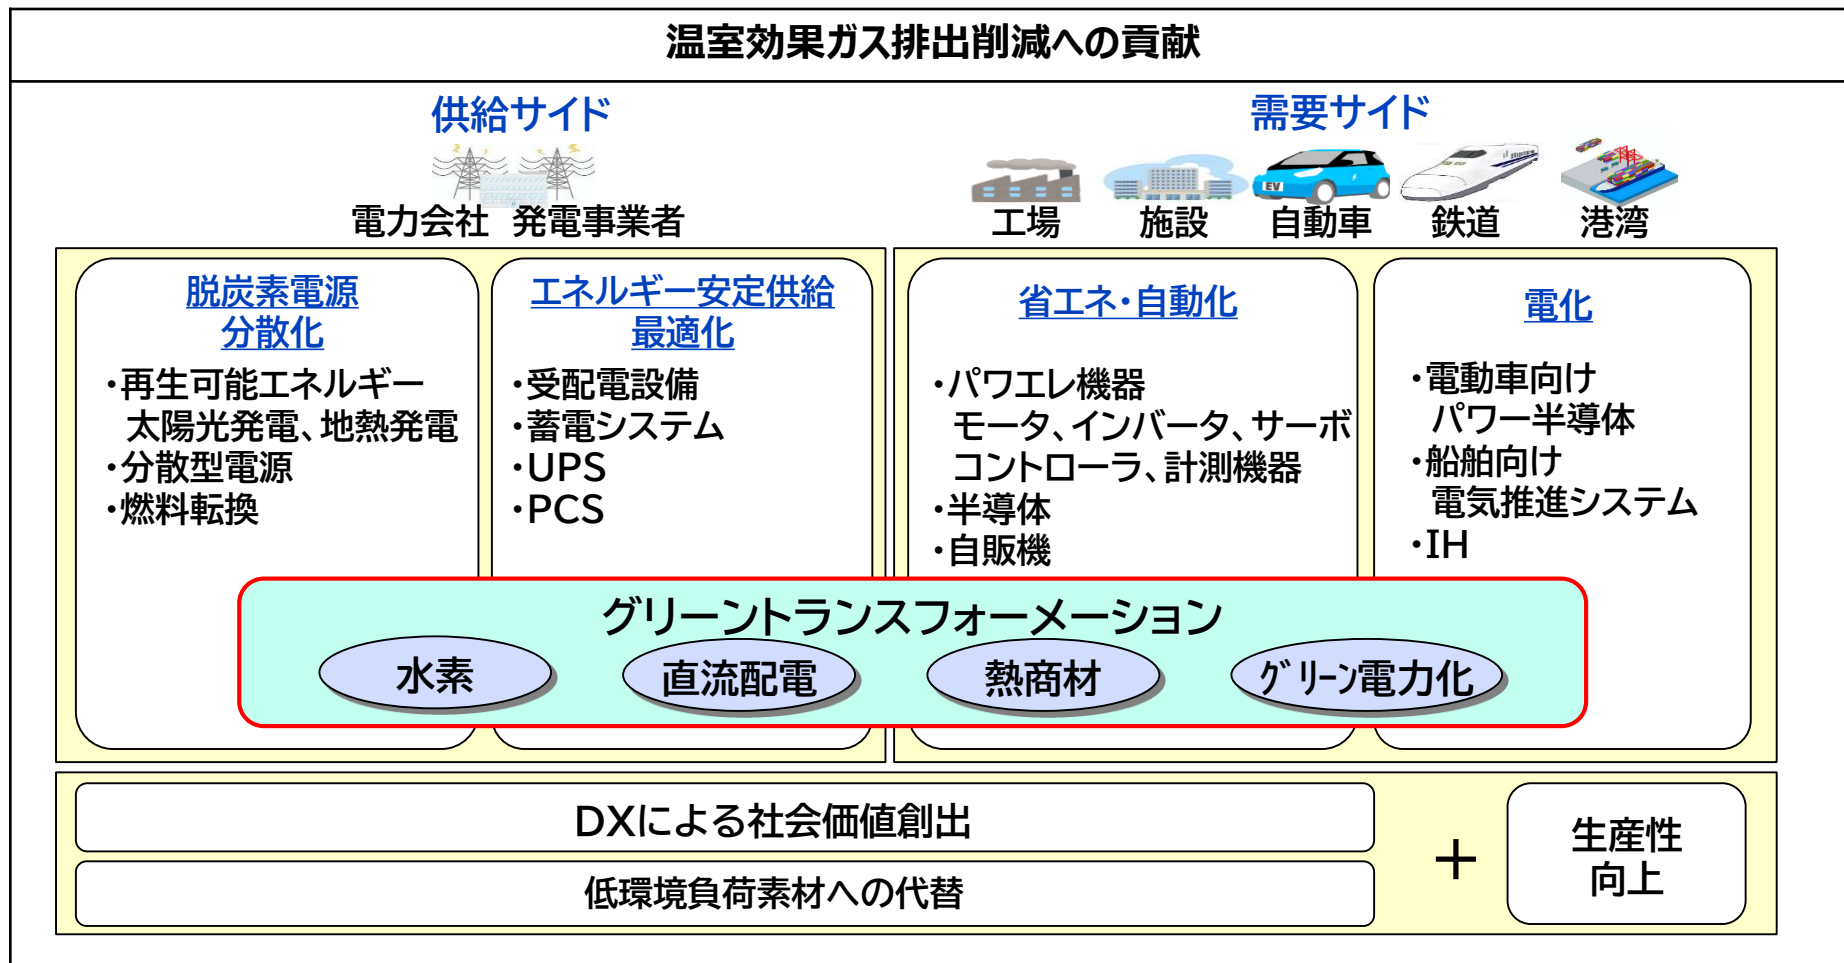 温室効果ガス排出削減への貢献
供給サイド
電力会社 発電事業者
需要サイド
EV
工場 施設 自動車 鉄道 港湾
脱炭素電源
分散化
・再生可能エネルギー
太陽光発電、地熱発電
・分散型電源
・燃料転換
エネルギー安定供給
最適化
・受配電設備
・蓄電システム
・UPS
・PCS
省エネ・自動化
・パワエレ機器
モータ、インバータ、サーボ
コントローラ、計測機器
・半導体
・自販機
電化
・電動車向け
パワー半導体
・船舶向け
電気推進システム
・IH
グリーントランスフォーメーション
水素
直流配電
熱商材
グリーン電力化
DXによる社会価値創出
低環境負荷素材への代替
＋
生産性
向上